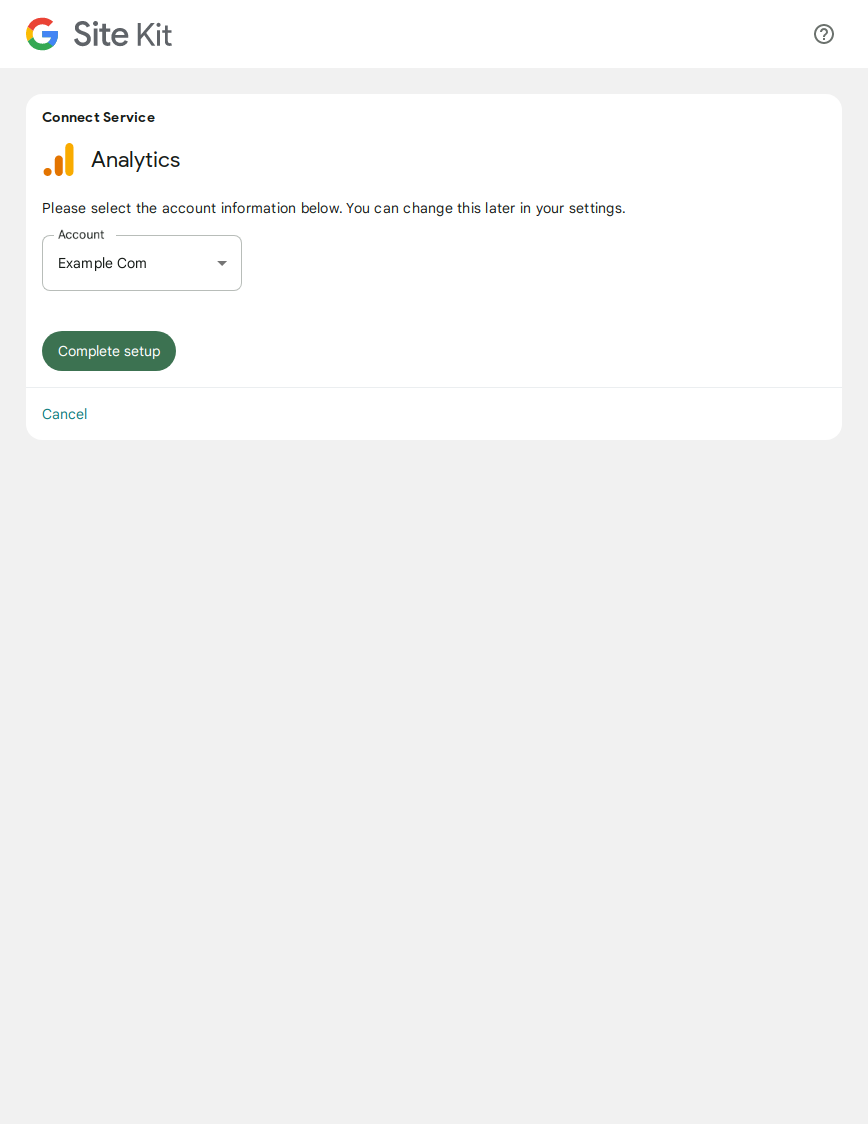 Site Kit
Connect Service
Analytics
Please select the account information below. You can change this later in your settings.
Account
Example Com
Complete setup
Cancel